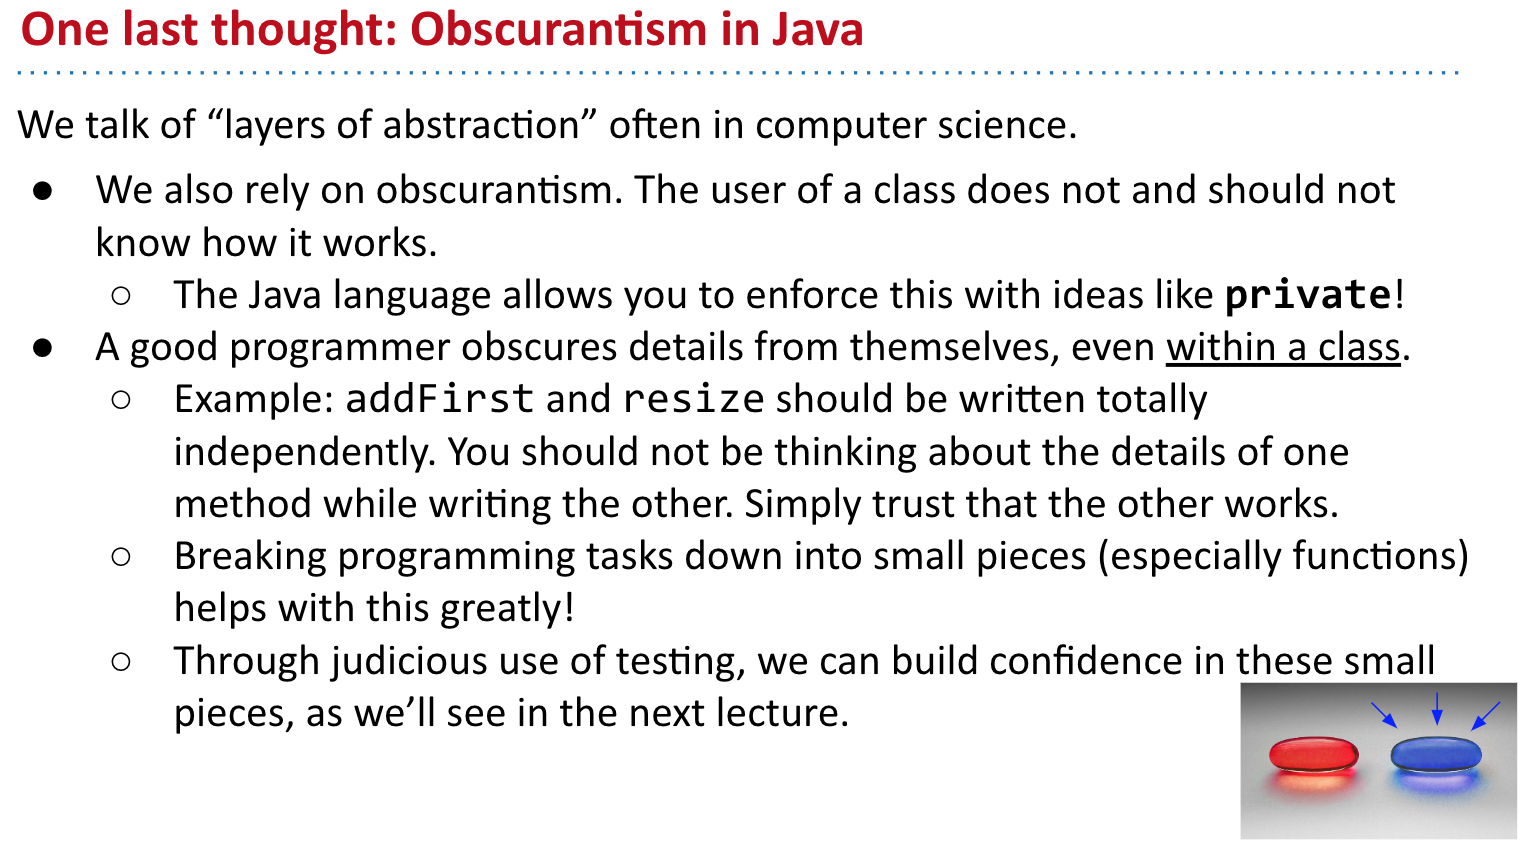 One last thought: Obscurantism in Java
We talk of “layers of abstraction” often in computer science.
● We also rely on obscurantism. The user of a class does not and should not
know how it works.
○ The Java language allows you to enforce this with ideas like private!
● A good programmer obscures details from themselves, even within a class.
○ Example: addFirst and resize should be written totally
independently. You should not be thinking about the details of one
method while writing the other. Simply trust that the other works.
○ Breaking programming tasks down into small pieces (especially functions)
helps with this greatly!
○ Through judicious use of testing, we can build confidence in these small
pieces, as we’ll see in the next lecture.